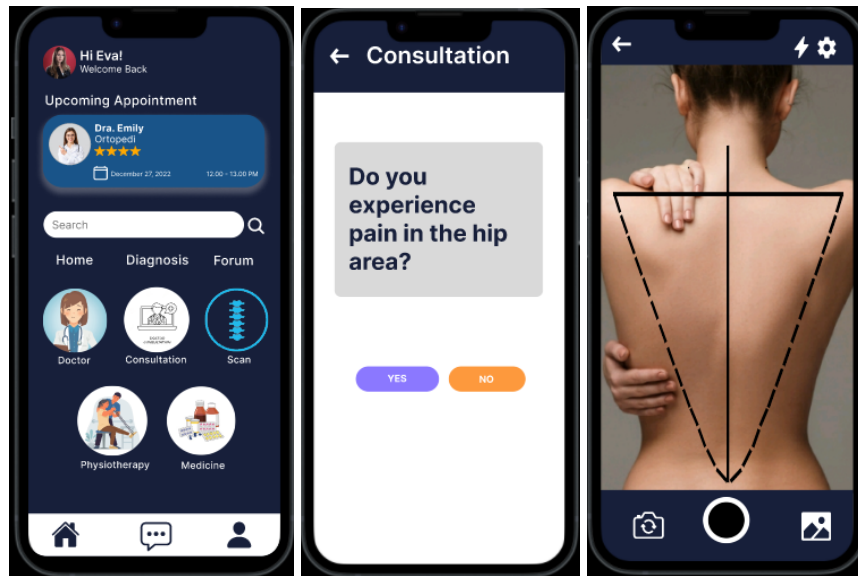 Hi Eva!
Welcome Back
Upcoming Appointment
Dra. Emily
Ortopedi
December 27, 2022
12.00 - 13.00 PM
Search
Home Diagnosis Forum
Doctor
Consultation
Scan
Physotherapy
Medicine
Consultation
Do you
experience
pain in the hip
area?
YES
NO